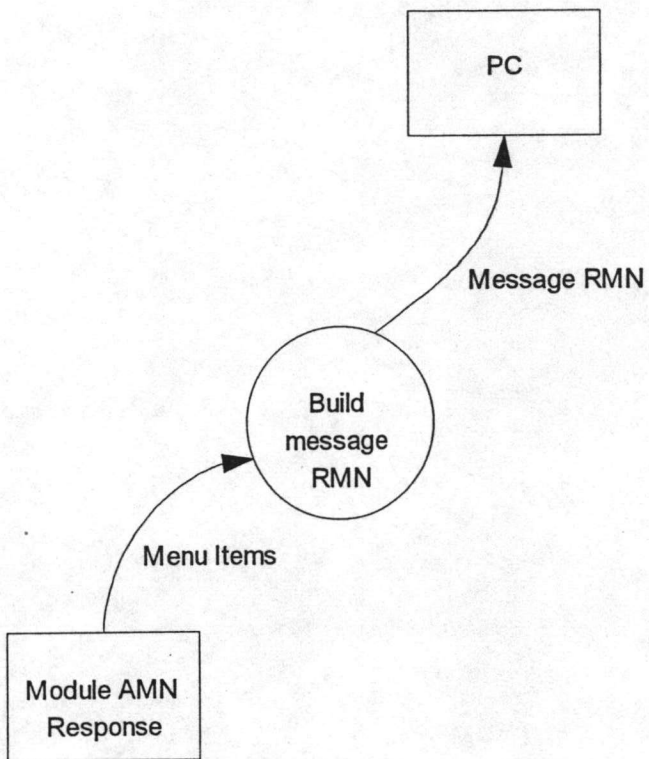 PC
Message RMN
Build
message
RMN
Menu Items
Module AMN
Response